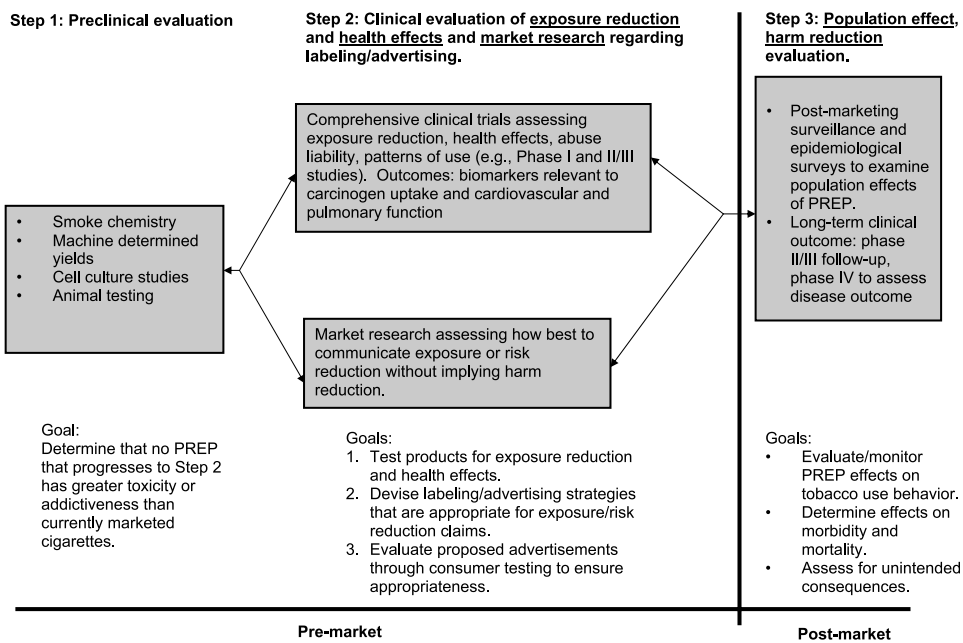 Step 1: Preclinical evaluation
Step 2: Clinical evaluation of exposure reduction
and health effects and market research regarding
labeling/advertising.
Step 3: Population effect,
harm reduction
evaluation.
• Smoke chemistry
• Machine determined
yields
• Cell culture studies
• Animal testing
Comprehensive clinical trials assessing
exposure reduction, health effects, abuse
liability, patterns of use (e.g., Phase I and II/III
studies). Outcomes: biomarkers relevant to
carcinogen uptake and cardiovascular and
pulmonary function
Market research assessing how best to
communicate exposure or risk
reduction without implying harm
reduction.
• Post-marketing
surveillance and
epidemiological
surveys to examine
population effects
of PREP.
• Long-term clinical
outcome: phase
II/III follow-up,
phase IV to assess
disease outcome
Goal:
Determine that no PREP
that progresses to Step 2
has greater toxicity or
addictiveness than
currently marketed
cigarettes.
Goals:
1. Test products for exposure reduction
and health effects.
2. Devise labeling/advertising strategies
that are appropriate for exposure/risk
reduction claims.
3. Evaluate proposed advertisements
through consumer testing to ensure
appropriateness.
Goals:
• Evaluate/monitor
PREP effects on
tobacco use behavior.
• Determine effects on
morbidity and
mortality.
• Assess for unintended
consequences.
Pre-market
Post-market